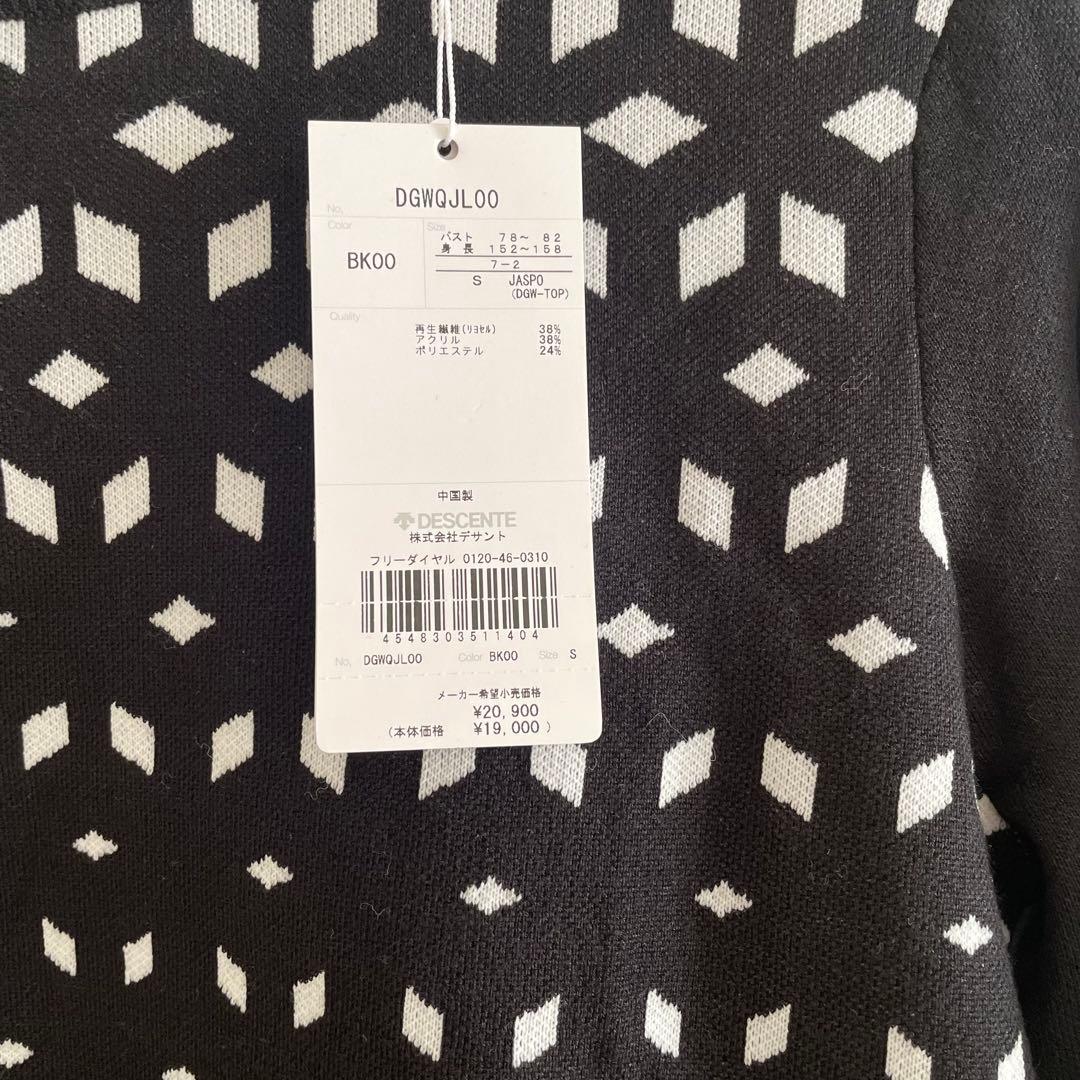 No, DGWQJL00
Color BK00
Size
バスト 78～ 82
身長 152～158
7-2
S JASPO
(DGW-TOP)
Quality
再生繊維(ﾘﾖｾﾙ) 38%
アクリル 38%
ポリエステル 24%
中国製
DESCENTE
株式会社デサント
フリーダイヤル 0120-46-0310
4548303511404
No, DGWQJL00 Color BK00 Size S
メーカー希望小売価格
¥20,900
(本体価格 ¥19,000)